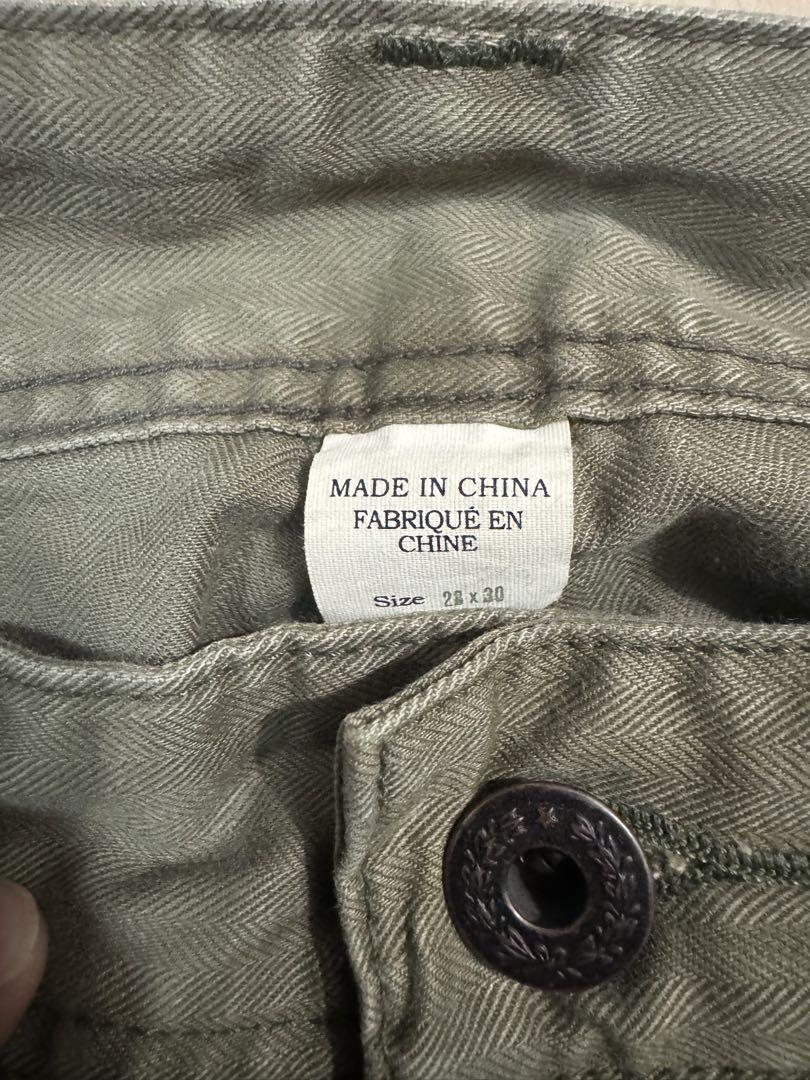 MADE IN CHINA
FABRIQUÉ EN
CHINE
Size 28 x 30